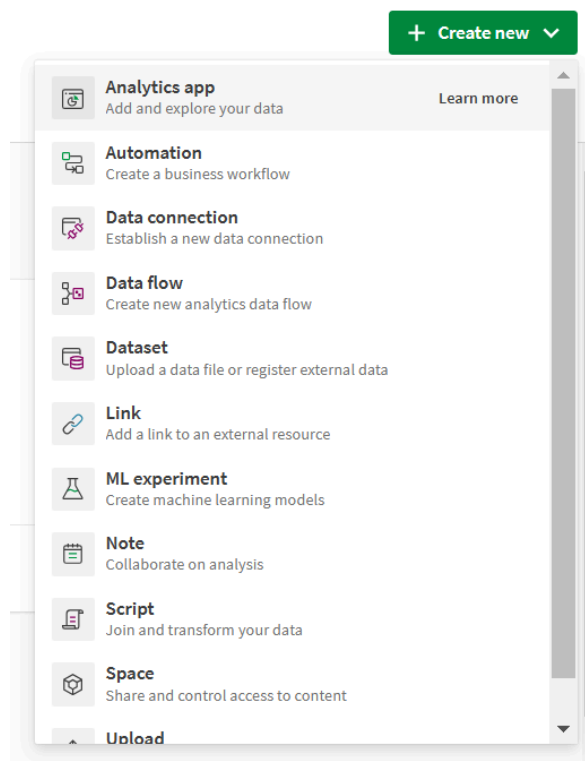 + Create new
Analytics app
Add and explore your data
Learn more
Automation
Create a business workflow
Data connection
Establish a new data connection
Data flow
Create new analytics data flow
Dataset
Upload a data file or register external data
Link
Add a link to an external resource
ML experiment
Create machine learning models
Note
Collaborate on analysis
Script
Join and transform your data
Space
Share and control access to content
Upload